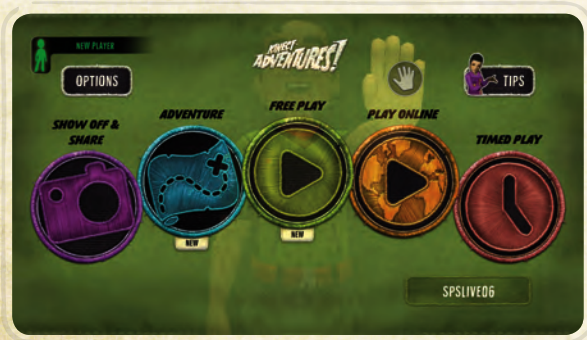 NEW PLAYER
OPTIONS
KINECT
ADVENTURES!
TIPS
SHOW OFF &
SHARE
ADVENTURE
FREE PLAY
PLAY ONLINE
TIMED PLAY
NEW
NEW
SPSLIVE06